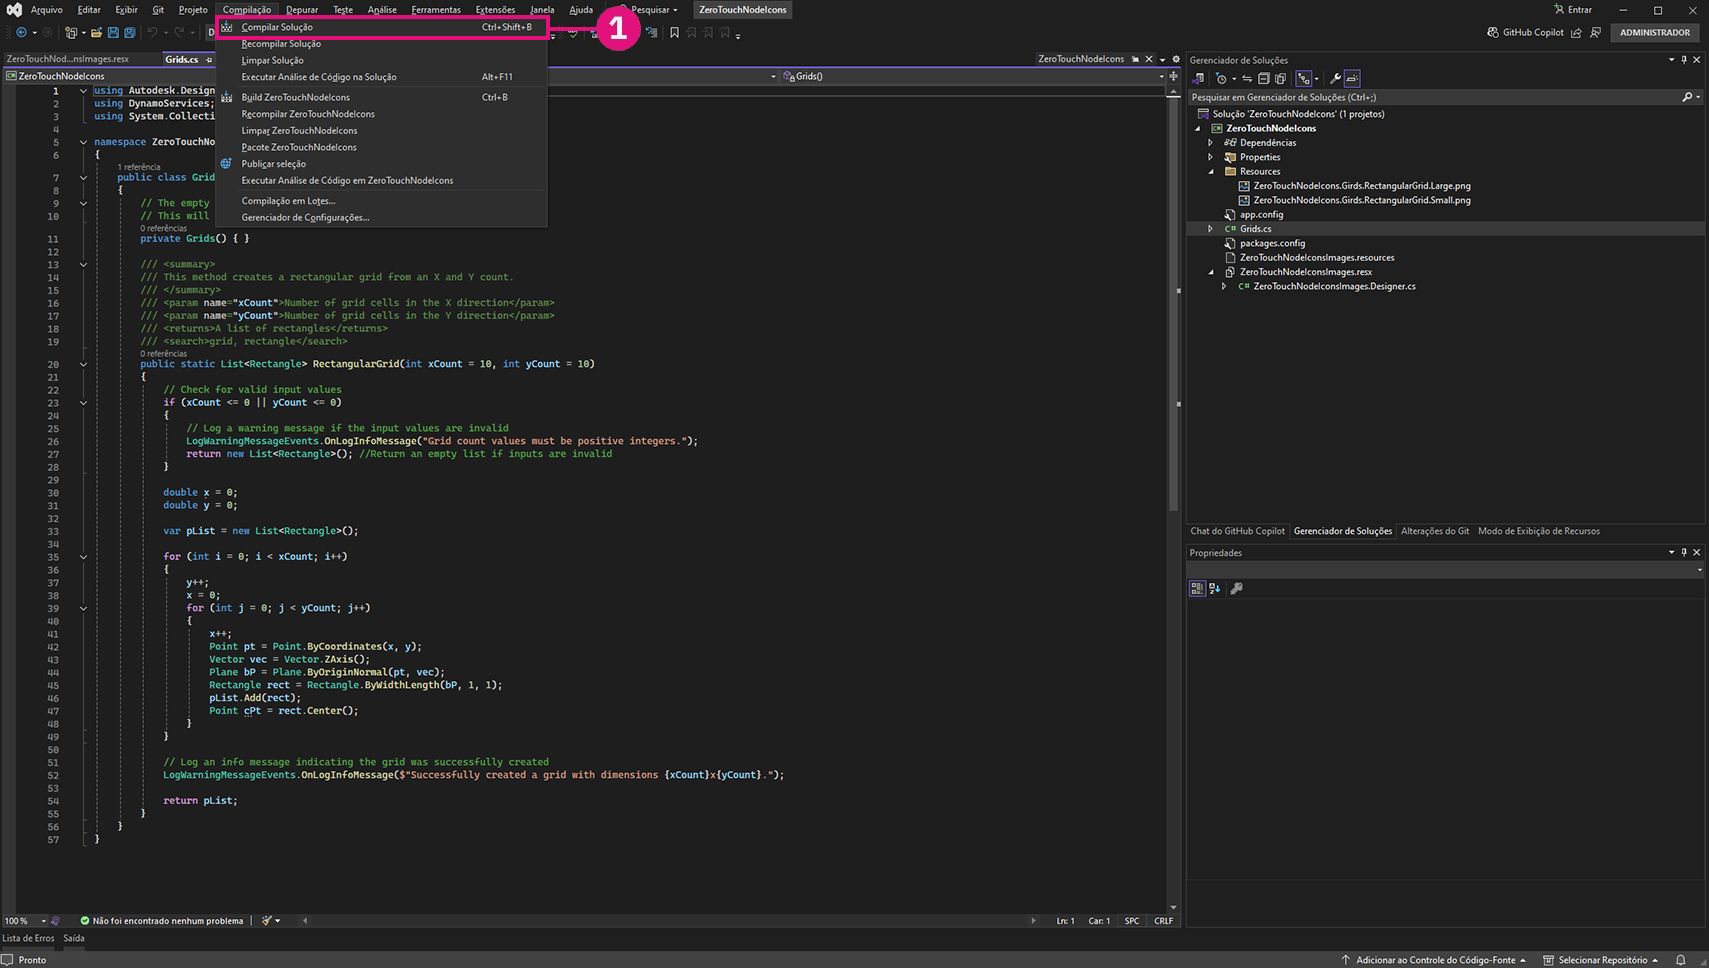 Arquivo Editar Exibir Git Projeto Compilação Depurar Teste Análise Ferramentas Extensões Janela Ajuda Pesquisar ZeroTouchNodeIcons Entrar
GitHub Copilot ADMINISTRADOR
Compilar Solução Ctrl+Shift+B
1
Recompilar Solução
Limpar Solução
Executar Análise de Código na Solução Alt+F11
Build ZeroTouchNodeIcons Ctrl+B
Recompilar ZeroTouchNodeIcons
Limpar ZeroTouchNodeIcons
Pacote ZeroTouchNodeIcons
Publicar seleção
Executar Análise de Código em ZeroTouchNodeIcons
Compilação em Lotes...
Gerenciador de Configurações...
ZeroTouchNod...nsImages.resx Grids.cs ZeroTouchNodeIcons
ZeroTouchNodeIcons Grids()
1 using Autodesk.Design
2 using DynamoServices;
3 using System.Collecti
4
5 namespace ZeroTouchNo
6 {
1 referência
7 public class Grid
8 {
9 // The empty
10 // This will
0 referências
11 private Grids() { }
12
13 /// <summary>
14 /// This method creates a rectangular grid from an X and Y count.
15 /// </summary>
16 /// <param name="xCount">Number of grid cells in the X direction</param>
17 /// <param name="yCount">Number of grid cells in the Y direction</param>
18 /// <returns>A list of rectangles</returns>
19 /// <search>grid, rectangle</search>
0 referências
20 public static List<Rectangle> RectangularGrid(int xCount = 10, int yCount = 10)
21 {
22 // Check for valid input values
23 if (xCount <= 0 || yCount <= 0)
24 {
25 // Log a warning message if the input values are invalid
26 LogWarningMessageEvents.OnLogInfoMessage("Grid count values must be positive integers.");
27 return new List<Rectangle>(); //Return an empty list if inputs are invalid
28 }
29
30 double x = 0;
31 double y = 0;
32
33 var pList = new List<Rectangle>();
34
35 for (int i = 0; i < xCount; i++)
36 {
37 y++;
38 x = 0;
39 for (int j = 0; j < yCount; j++)
40 {
41 x++;
42 Point pt = Point.ByCoordinates(x, y);
43 Vector vec = Vector.ZAxis();
44 Plane bP = Plane.ByOriginNormal(pt, vec);
45 Rectangle rect = Rectangle.ByWidthLength(bP, 1, 1);
46 pList.Add(rect);
47 Point cPt = rect.Center();
48 }
49 }
50
51 // Log an info message indicating the grid was successfully created
52 LogWarningMessageEvents.OnLogInfoMessage($"Successfully created a grid with dimensions {xCount}x{yCount}.");
53
54 return pList;
55 }
56 }
57 }
100 % Não foi encontrado nenhum problema Ln: 1 Car: 1 SPC CRLF
Lista de Erros Saída
Gerenciador de Soluções
Pesquisar em Gerenciador de Soluções (Ctrl+;)
Solução 'ZeroTouchNodeIcons' (1 projetos)
ZeroTouchNodeIcons
Dependências
Properties
Resources
ZeroTouchNodeIcons.Girds.RectangularGrid.Large.png
ZeroTouchNodeIcons.Girds.RectangularGrid.Small.png
app.config
Grids.cs
packages.config
ZeroTouchNodeIconsImages.resources
ZeroTouchNodeIconsImages.resx
ZeroTouchNodeIconsImages.Designer.cs
Chat do GitHub Copilot Gerenciador de Soluções Alterações do Git Modo de Exibição de Recursos
Propriedades
Pronto Adicionar ao Controle do Código-Fonte Selecionar Repositório